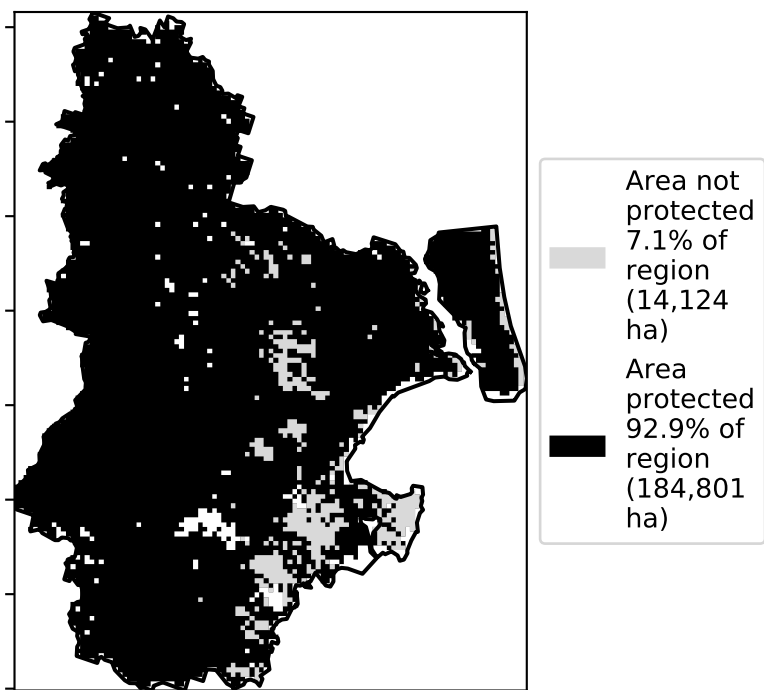 Area not
protected
7.1% of
region
(14,124
ha)
Area
protected
92.9% of
region
(184,801
ha)